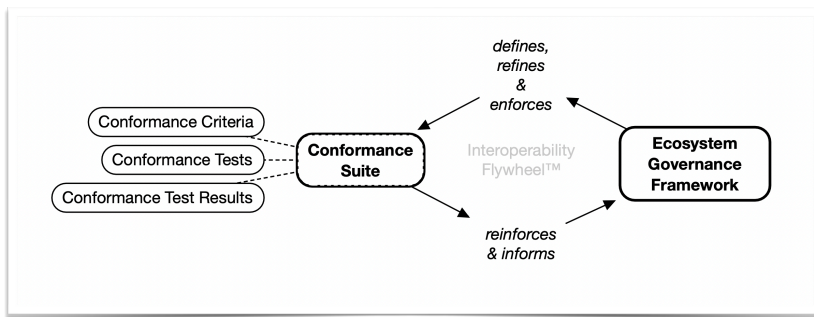 defines,
refines
&
enforces
Conformance Criteria
Conformance Tests
Conformance Test Results
Conformance
Suite
Interoperability
Flywheel™
Ecosystem
Governance
Framework
reinforces
& informs